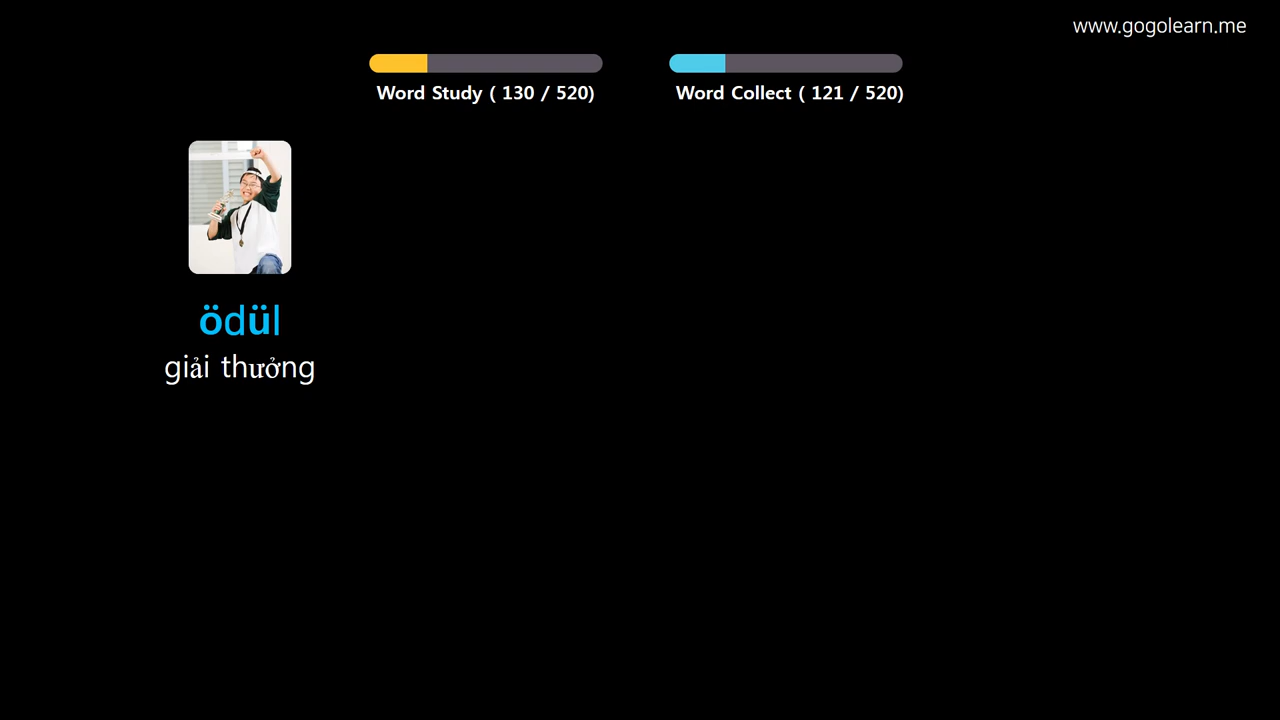 www.gogolearn.me
Word Study ( 130 / 520)
Word Collect ( 121 / 520)
ödül
giải thưởng